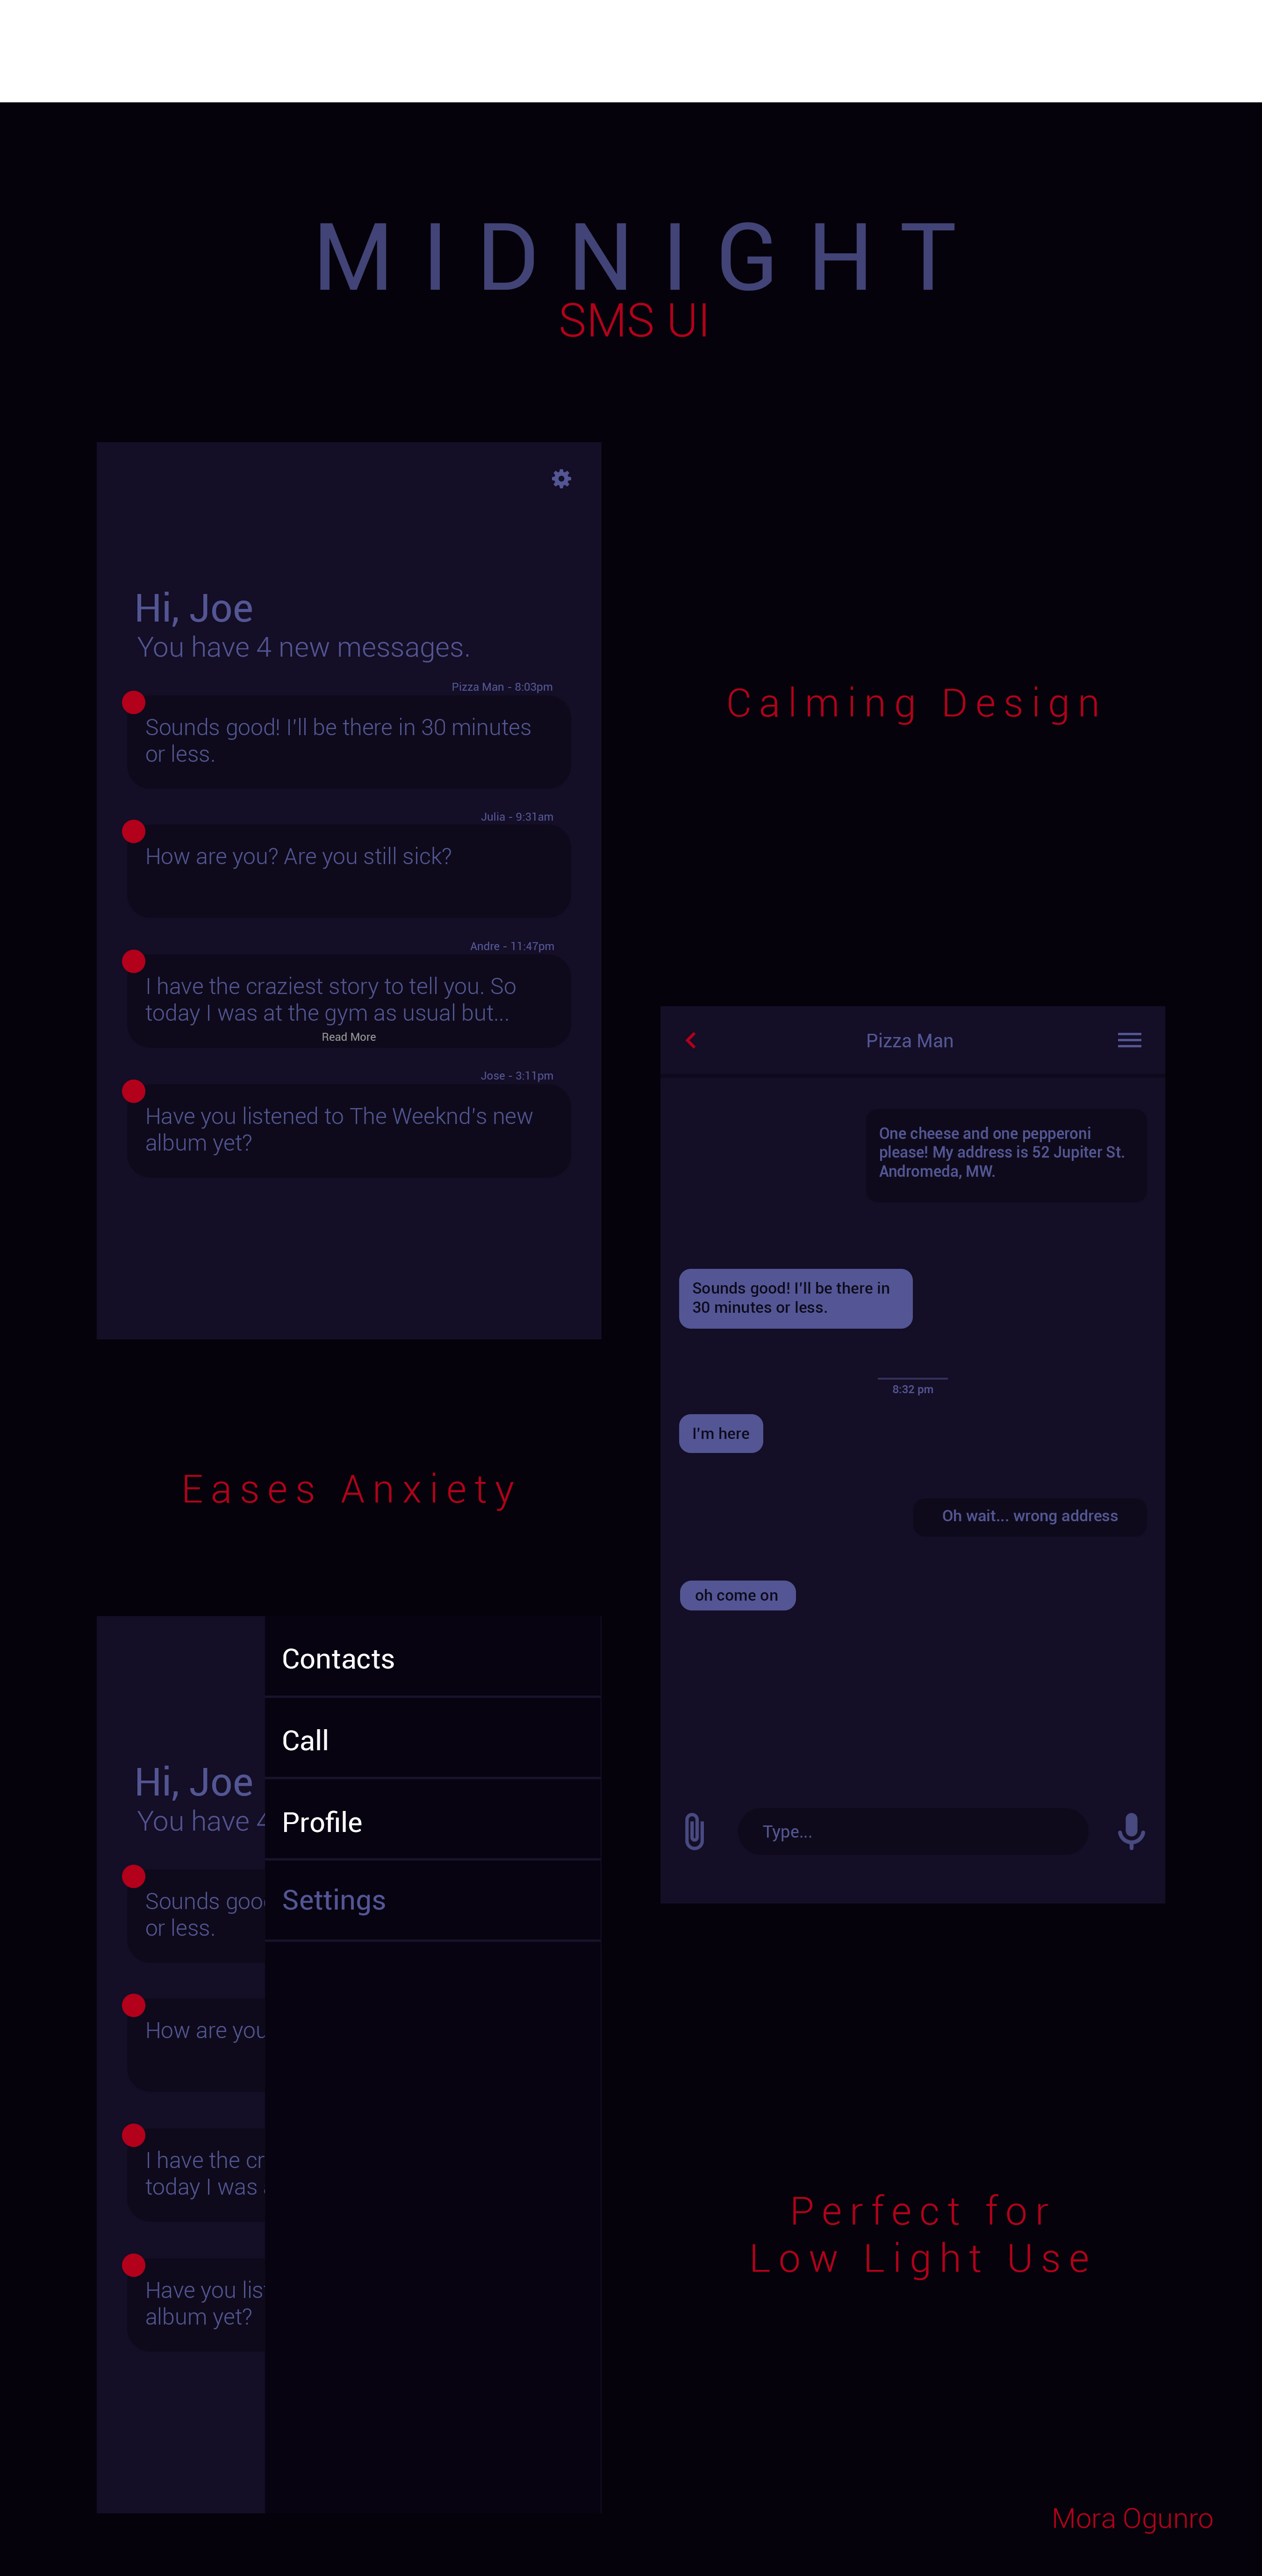 MIDNIGHT
SMS UI
Hi, Joe
You have 4 new messages.
Pizza Man - 8:03pm
Sounds good! I'll be there in 30 minutes
or less.
Julia - 9:31am
How are you? Are you still sick?
Andre - 11:47pm
I have the craziest story to tell you. So
today I was at the gym as usual but...
Read More
Jose - 3:11pm
Have you listened to The Weeknd's new
album yet?
Calming Design
Pizza Man
One cheese and one pepperoni
please! My address is 52 Jupiter St.
Andromeda, MW.
Sounds good! I'll be there in
30 minutes or less.
8:32 pm
I'm here
Oh wait... wrong address
oh come on
Type...
Eases Anxiety
Hi, Joe
You have 4
Sounds good
or less.
How are you
I have the cr
today I was
Have you lis
album yet?
Contacts
Call
Profile
Settings
Perfect for
Low Light Use
Mora Ogunro